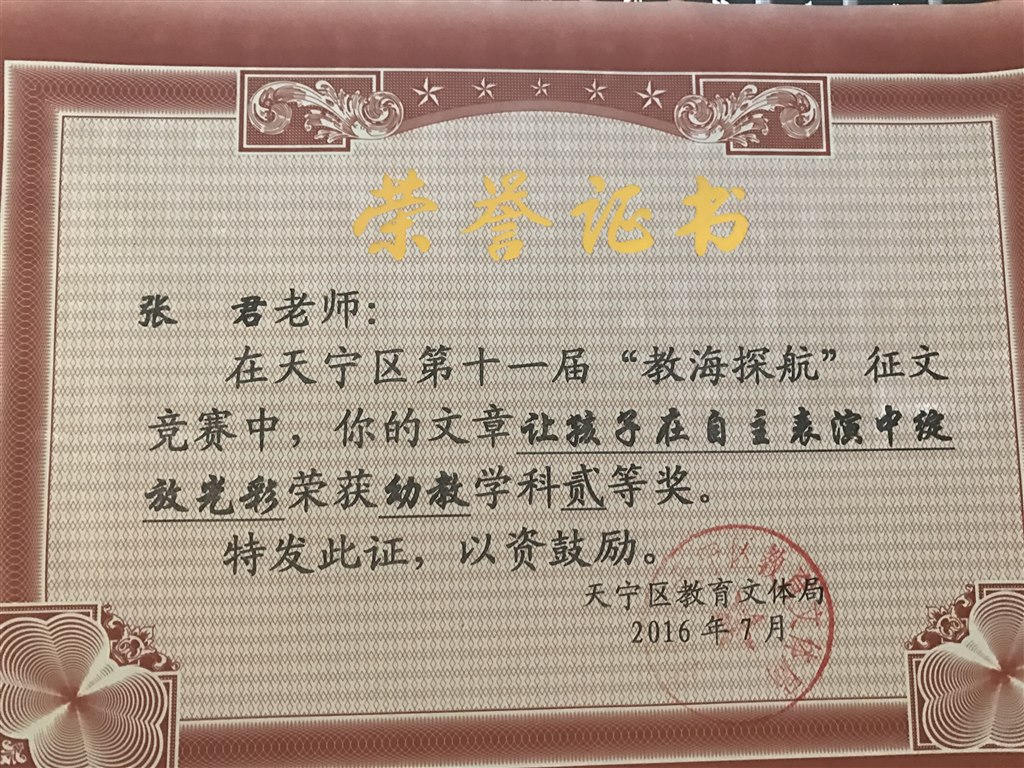 荣誉证书
张 君老师：
在天宁区第十一届“教海探航”征文
竞赛中，你的文章让孩子在自主表演中绽
放光彩荣获幼教学科贰等奖。
特发此证，以资鼓励。
天宁区教育文体局
2016年7月